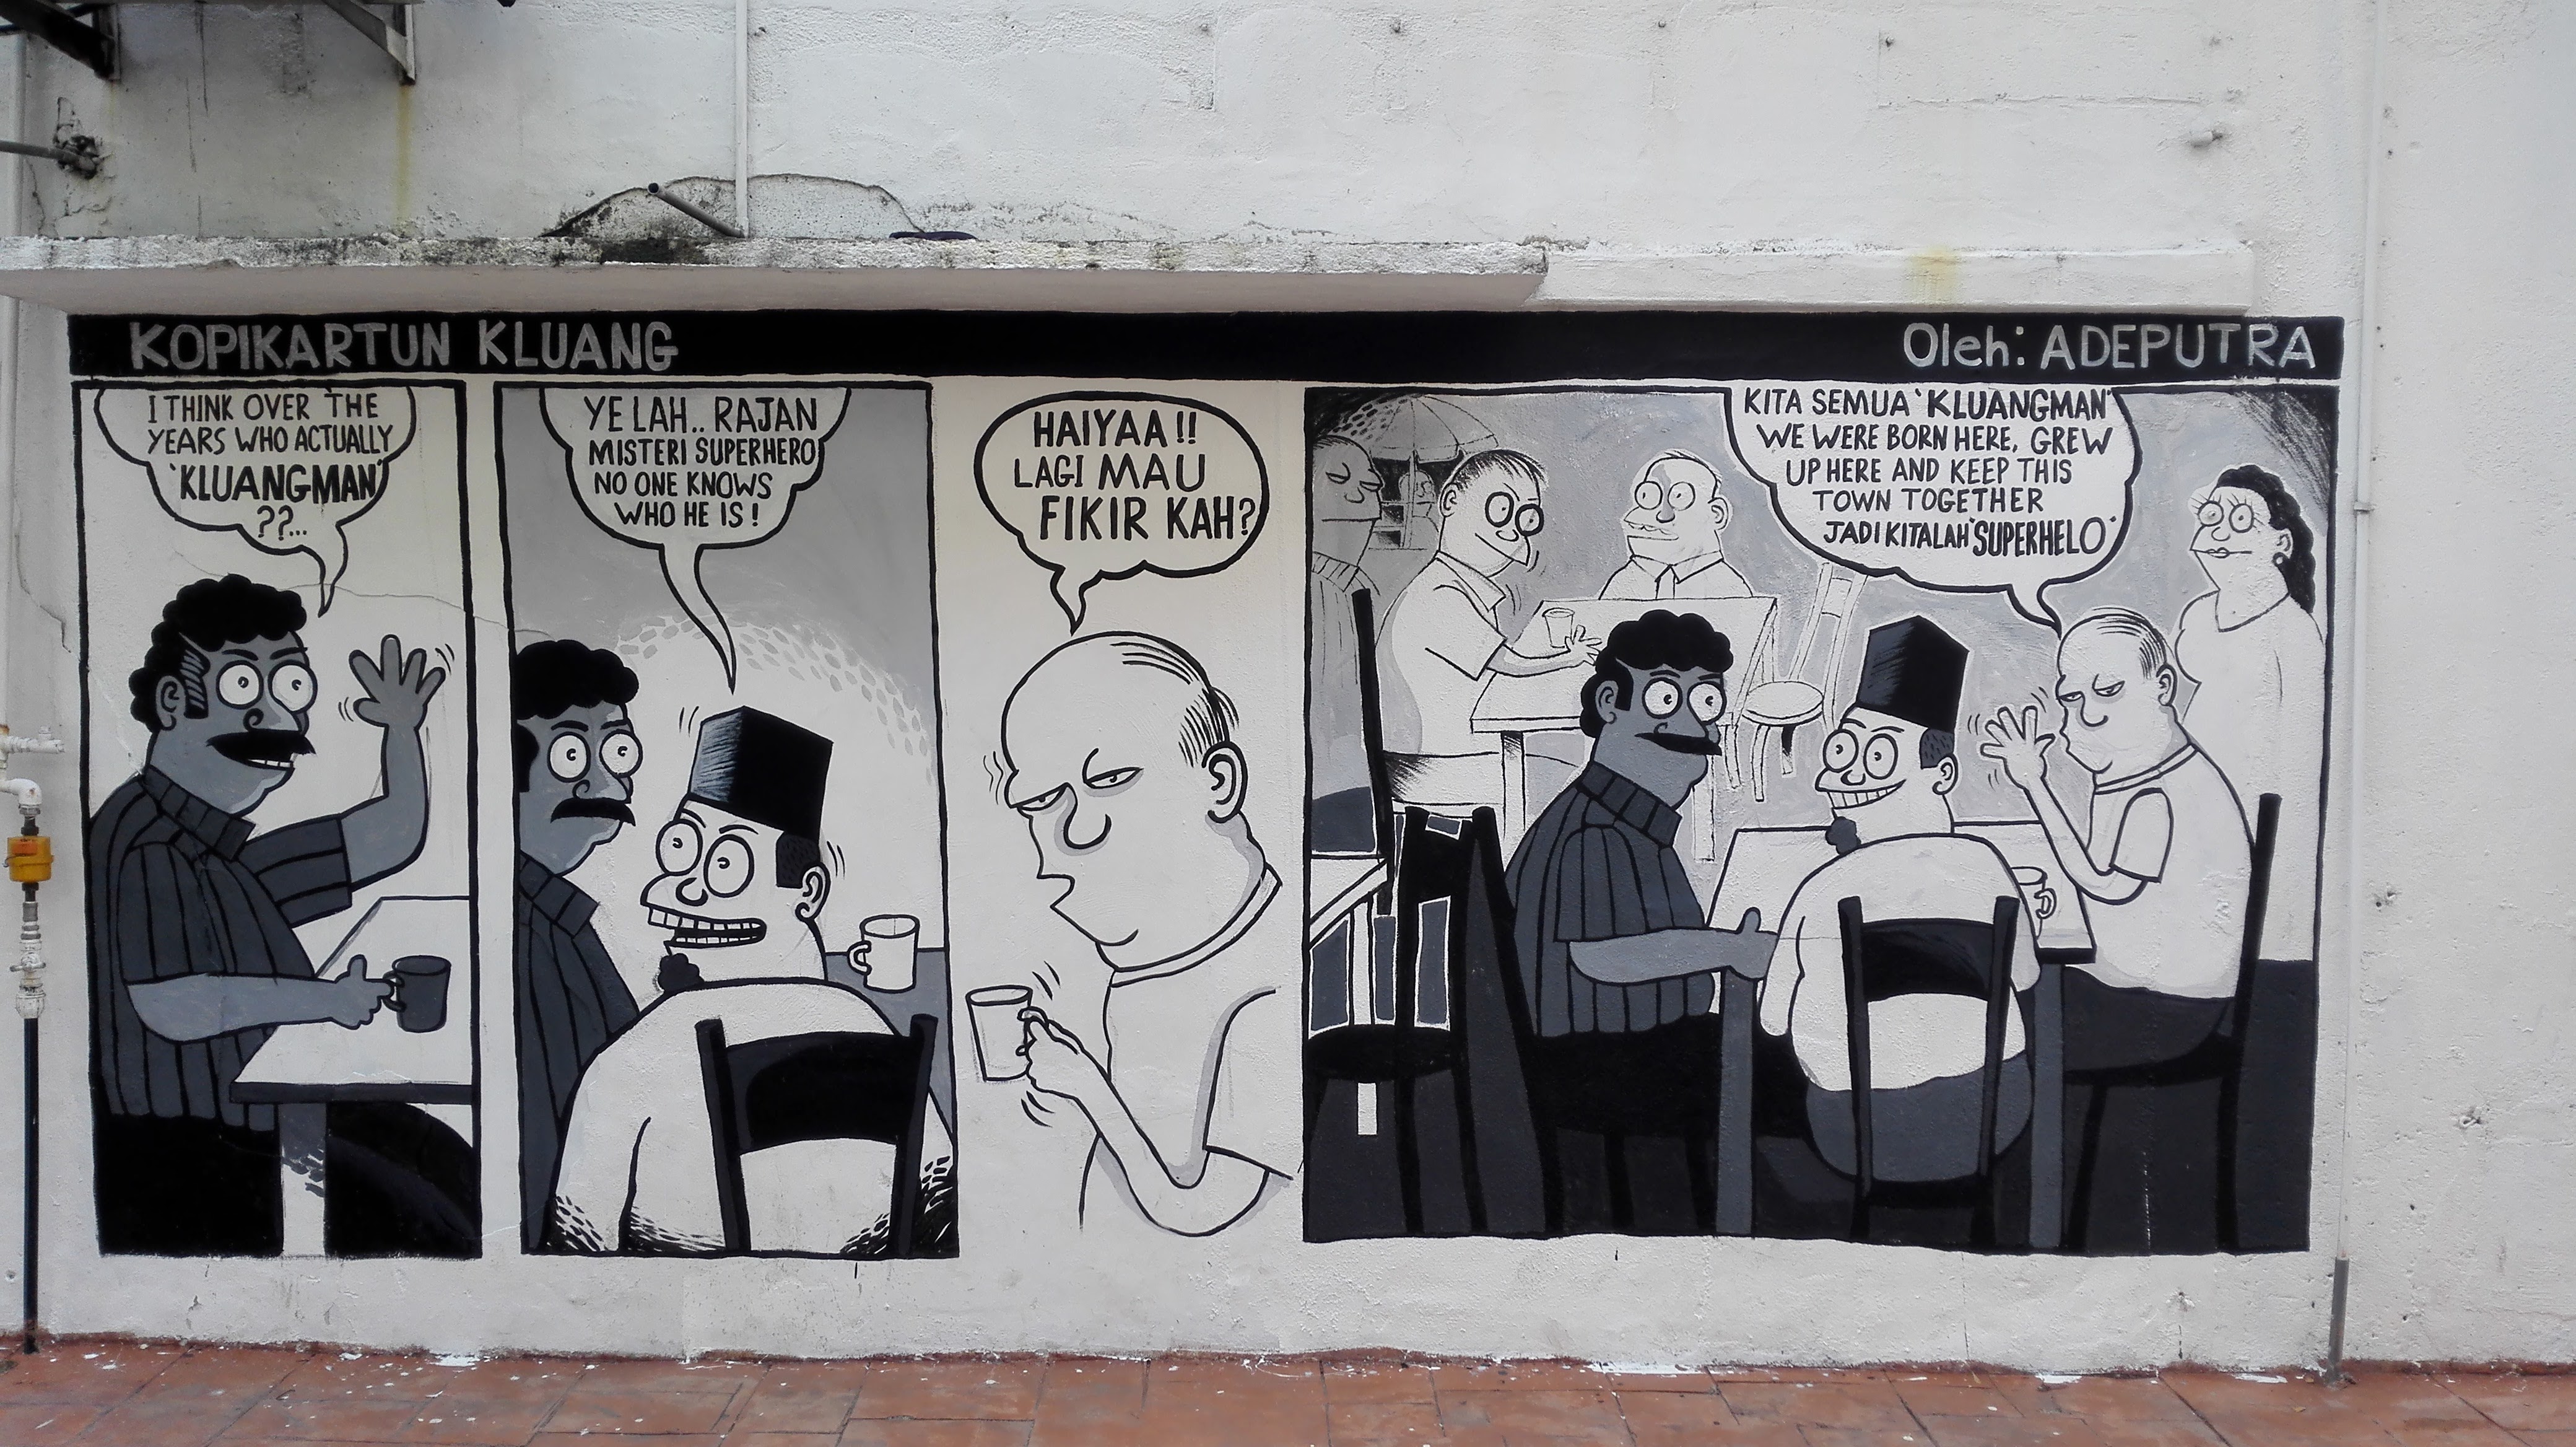 KOPIKARTUN KLUANG
Oleh: ADEPUTRA
I THINK OVER THE
YEARS WHO ACTUALLY
'KLUANGMAN'
??...
YE LAH.. RAJAN
MISTERI SUPERHERO
NO ONE KNOWS
WHO HE IS!
HAIYAA!!
LAGI MAU
FIKIR KAH?
KITA SEMUA 'KLUANGMAN'
WE WERE BORN HERE, GREW
UP HERE AND KEEP THIS
TOWN TOGETHER
JADI KITALAH 'SUPERHELO'